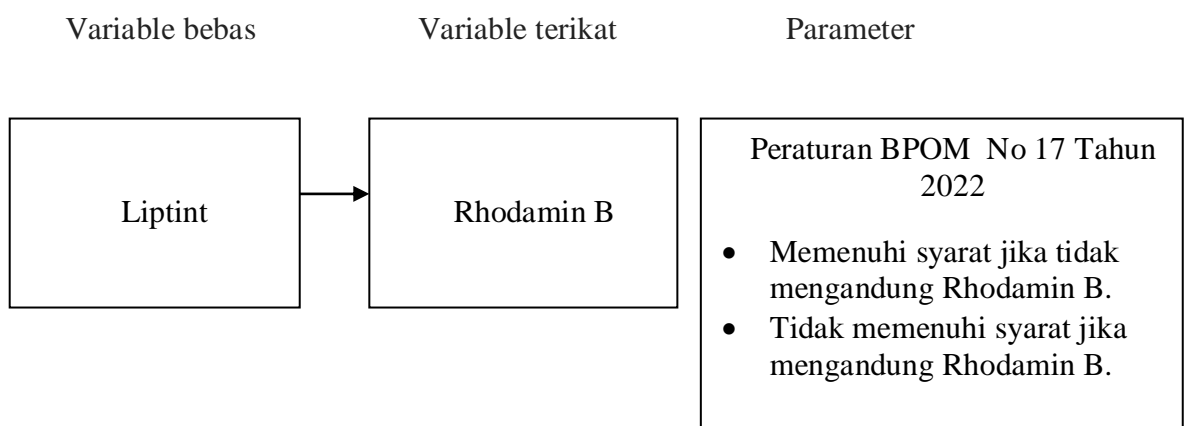 Variable bebas Variable terikat Parameter
Liptint
Rhodamin B
Peraturan BPOM No 17 Tahun
2022
• Memenuhi syarat jika tidak
mengandung Rhodamin B.
• Tidak memenuhi syarat jika
mengandung Rhodamin B.